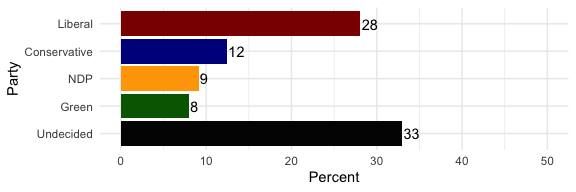 Party
Liberal 28
Conservative 12
NDP 9
Green 8
Undecided 33
0 10 20 30 40 50
Percent